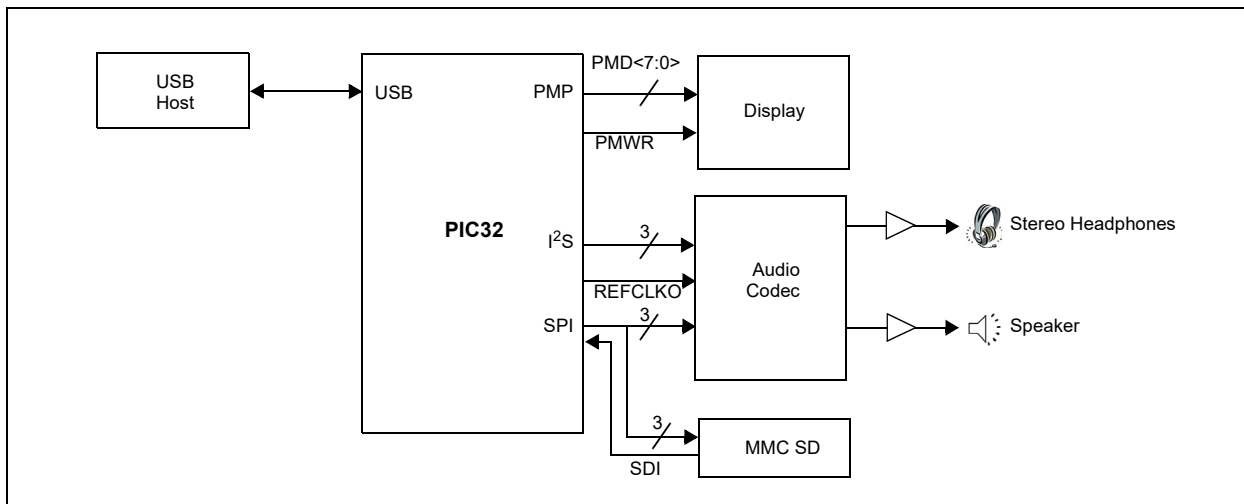 USB
Host
USB
PIC32
PMP
PMD<7:0>
PMWR
Display
I²S
3
REFCLKO
SPI
3
Audio
Codec
Stereo Headphones
Speaker
3
SDI
MMC SD